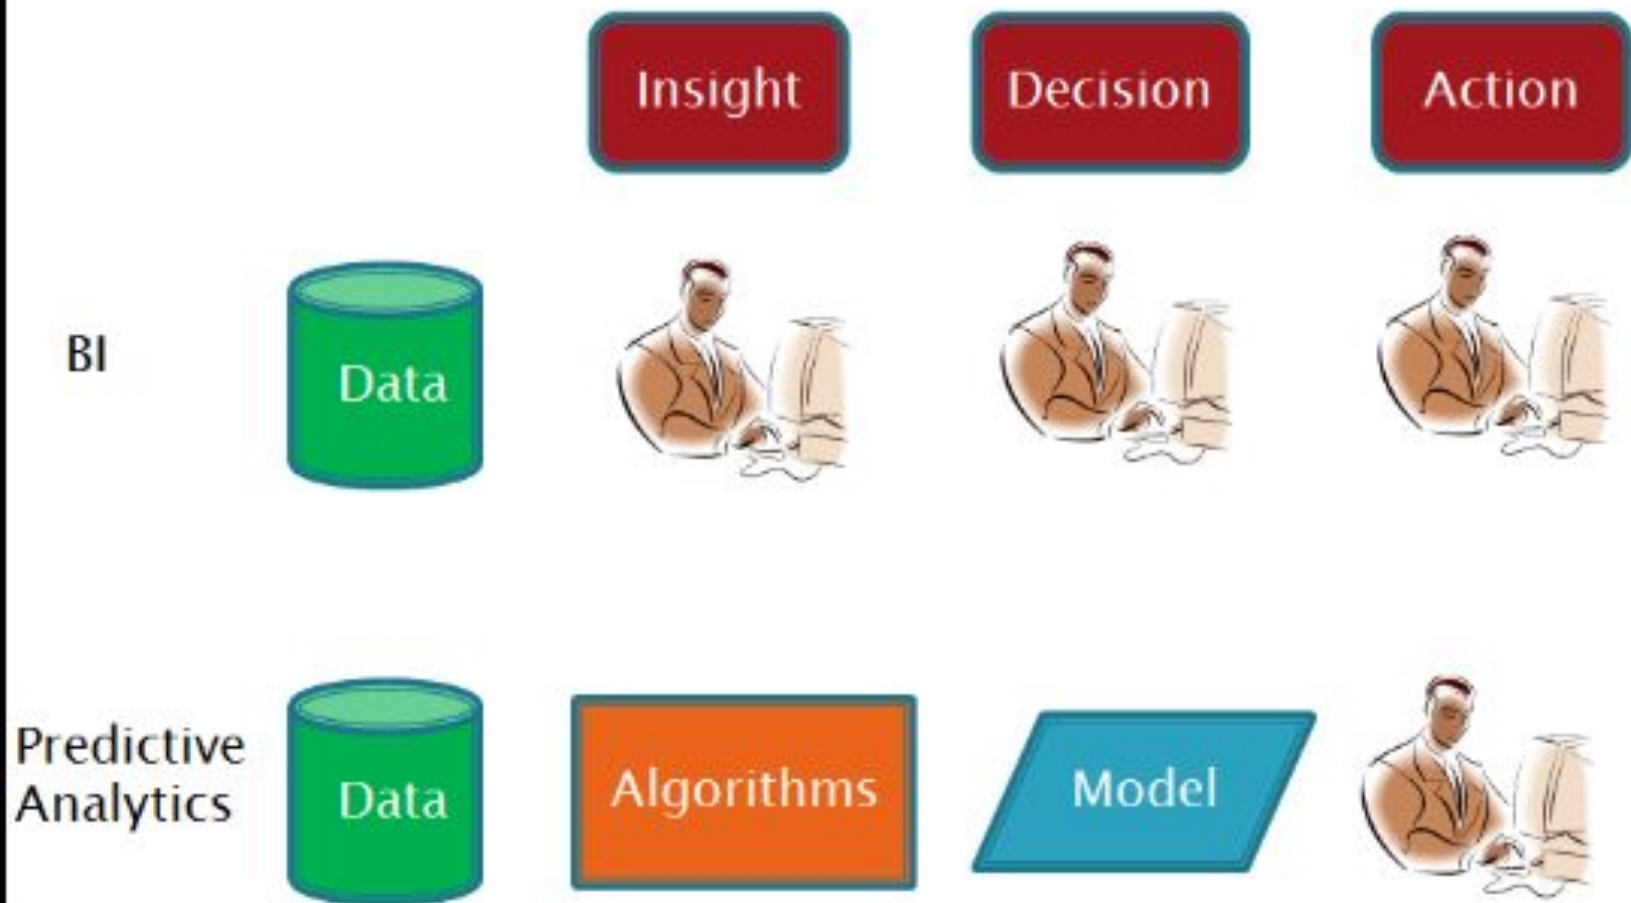 Insight
Decision
Action
BI
Data
Predictive
Analytics
Data
Algorithms
Model